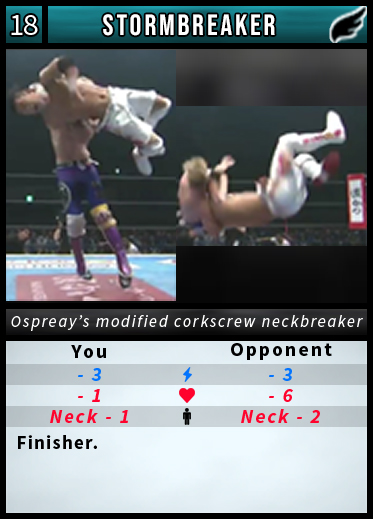 18 STORMBREAKER
Ospreay's modified corkscrew neckbreaker
You Opponent
- 3 - 3
- 1 - 6
Neck - 1 Neck - 2
Finisher.